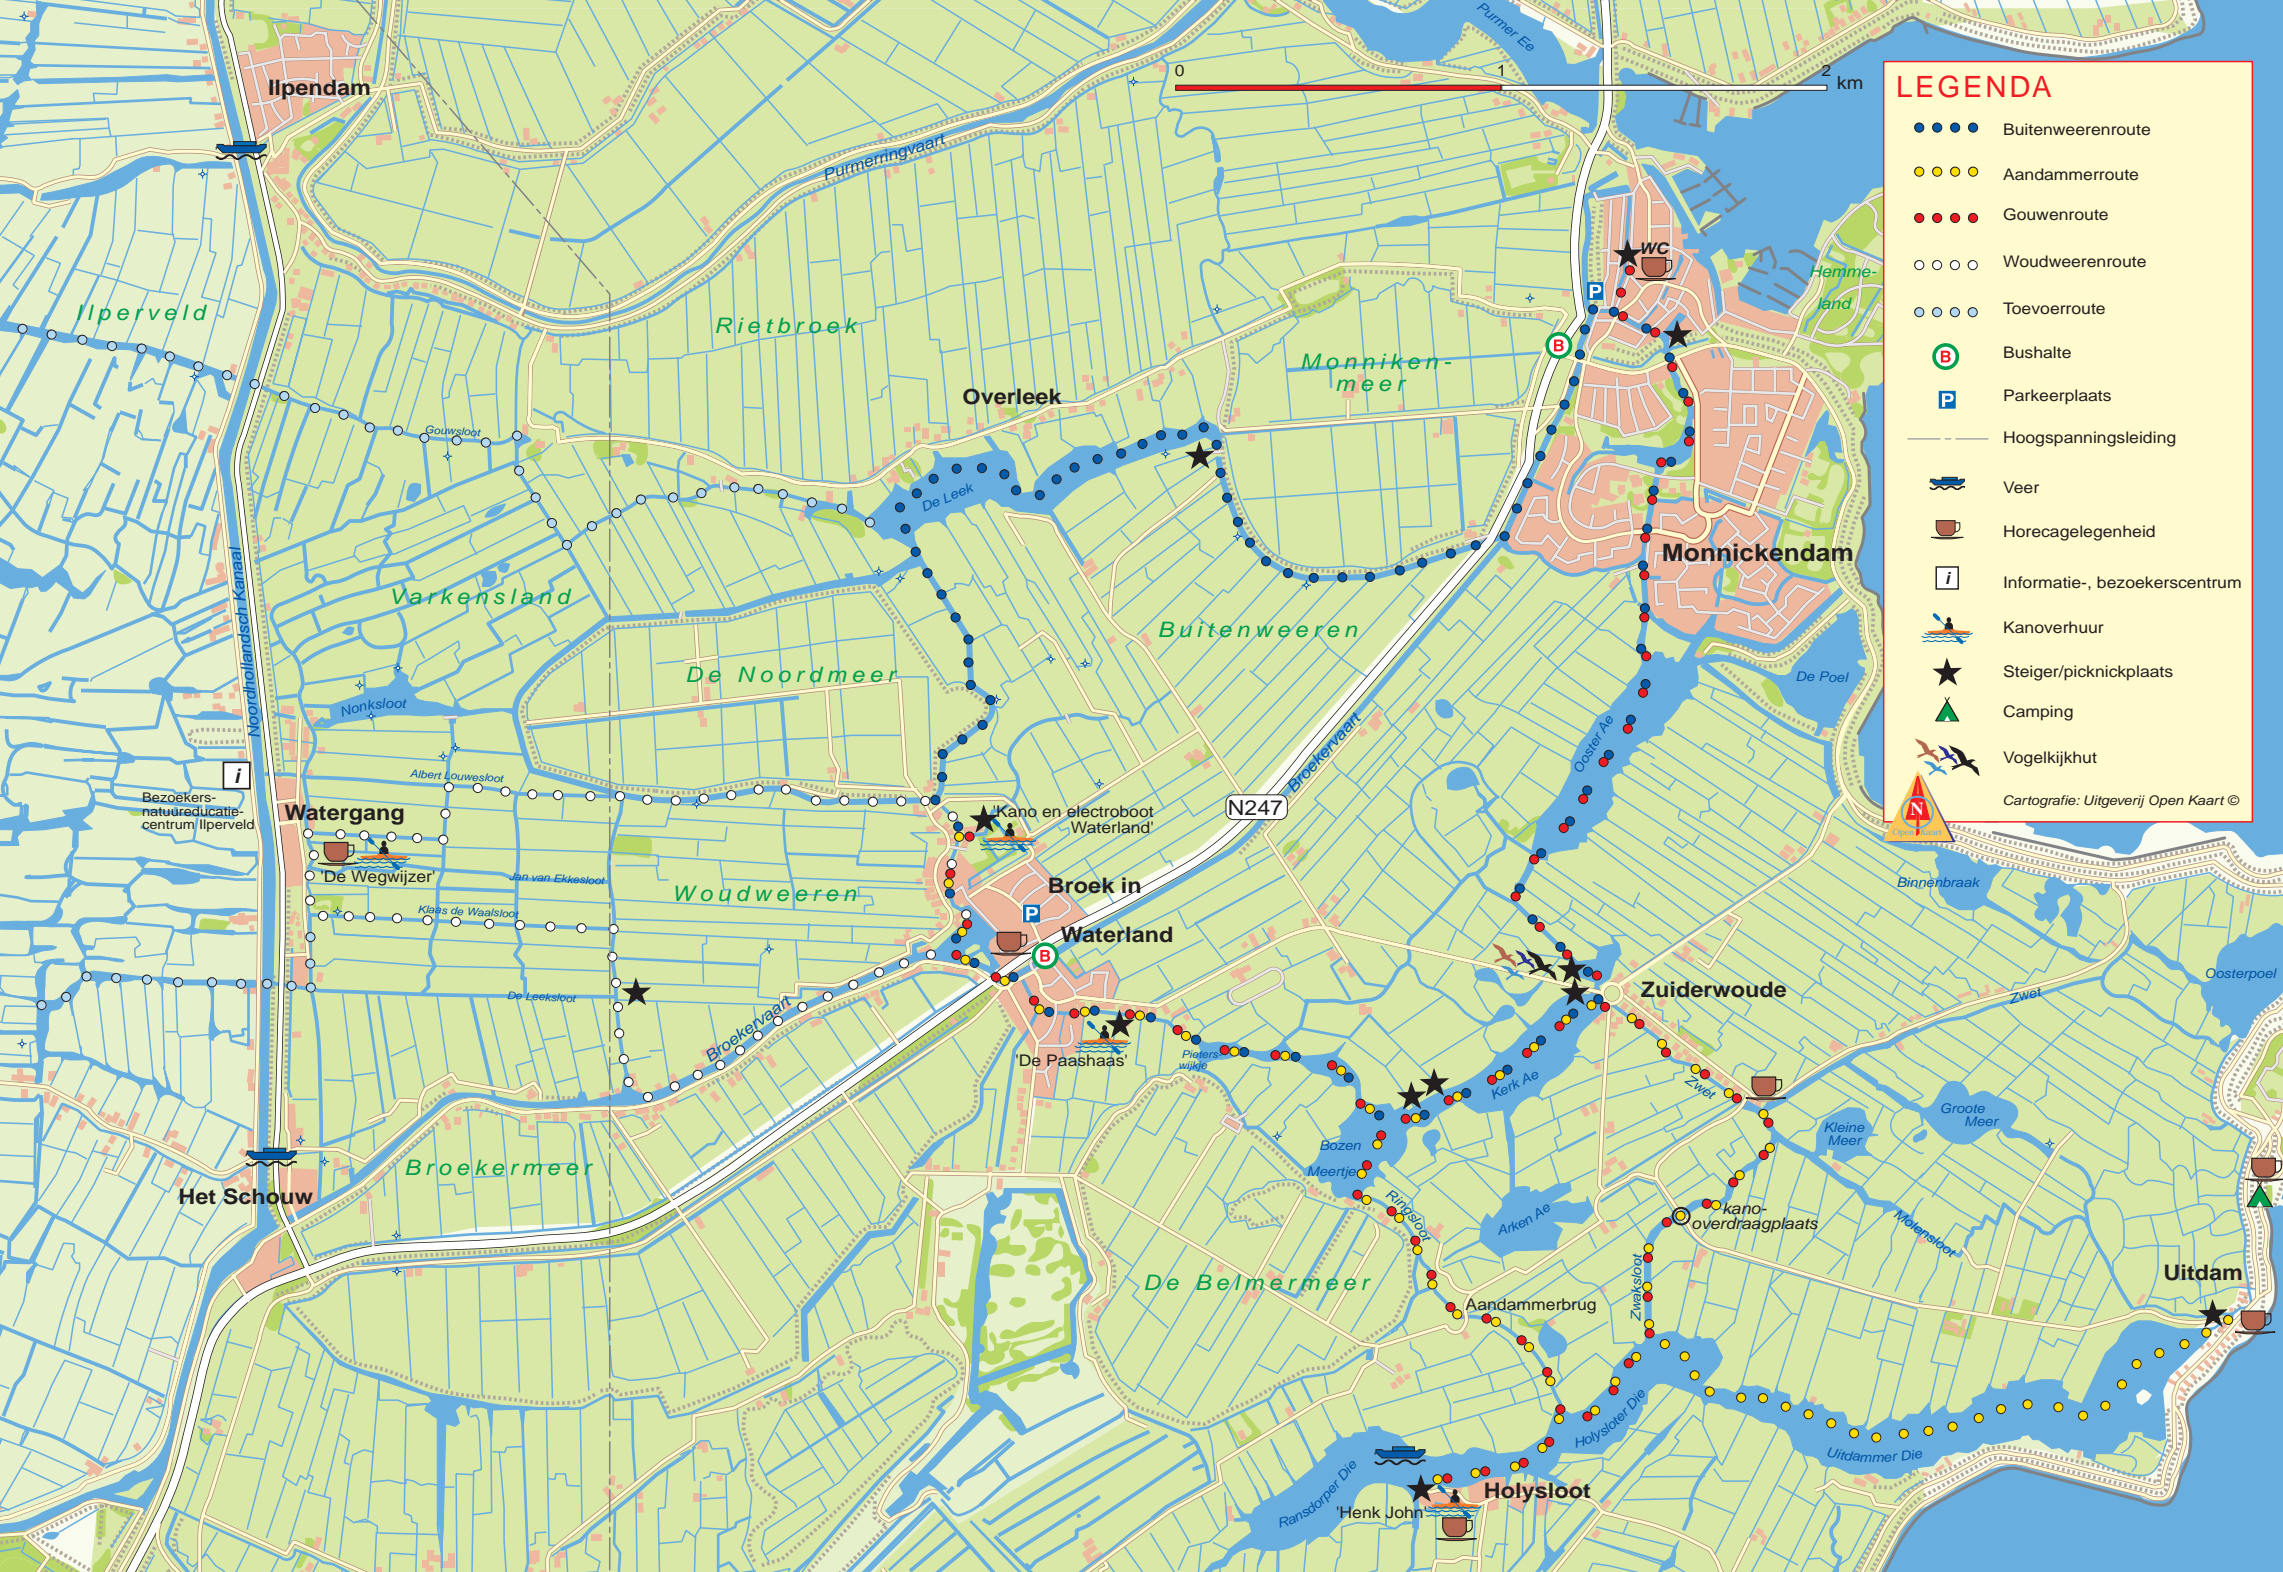 Purmer Ee
0 1 2 km
LEGENDA
Buitenweerenroute
Aandammerroute
Gouwenroute
Woudweerenroute
Toevoerroute
B Bushalte
P Parkeerplaats
Hoogspanningsleiding
Veer
Horecagelegenheid
i Informatie-, bezoekerscentrum
Kanoverhuur
Steiger/picknickplaats
Camping
Vogelkijkhut
Cartografie: Uitgeverij Open Kaart ©
N
Open Kaart
Ilpendam
Purmerringvaart
WC
P
Hemme-
land
Ilperveld
Rietbroek
B
Monniken-
meer
Overleek
Gouwsloot
De Leek
Monnickendam
Varkensland
Buitenweeren
Noordhollandsch Kanaal
De Noordmeer
De Poel
Nonksloot
Ooster Ae
Broekervaart
i
Albert Louwesloot
Bezoekers-
natuureducatie-
centrum Ilperveld
Watergang
'Kano en electroboot
Waterland'
N247
'De Wegwijzer'
Jan van Ekkesloot
Woudweeren
Broek in
Binnenbraak
Klaas de Waalsloot
P
Waterland
B
Oosterpoel
De Leeksloot
Zuiderwoude
Zwet
Broekervaart
'De Paashaas'
Pieters
wijkje
Kerk Ae
Zwet
Groote
Meer
Kleine
Meer
Bozen
Meertje
Broekermeer
Het Schouw
Ringsloot
Arken Ae
kano-
overdraagplaats
Molensloot
Zwaksloot
De Belmermeer
Uitdam
Aandammerbrug
Holysloter Die
Uitdammer Die
Ransdorper Die
Holysloot
'Henk John'